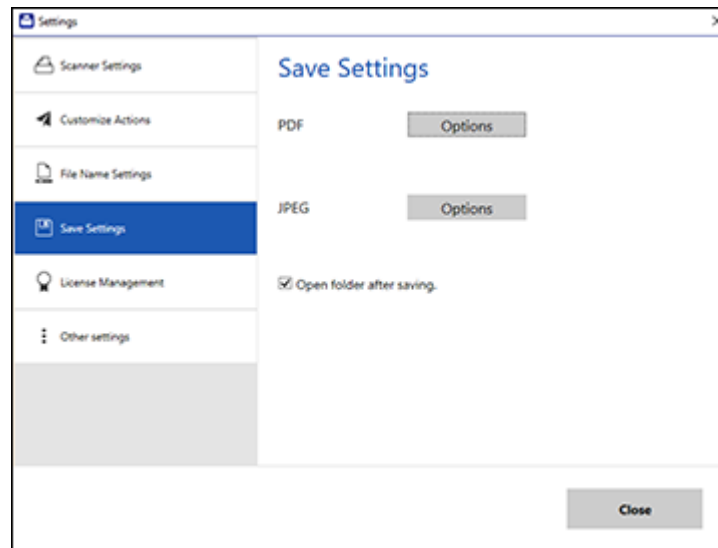 Settings
Scanner Settings
Customize Actions
File Name Settings
Save Settings
License Management
Other settings
Save Settings
PDF
Options
JPEG
Options
Open folder after saving.
Close